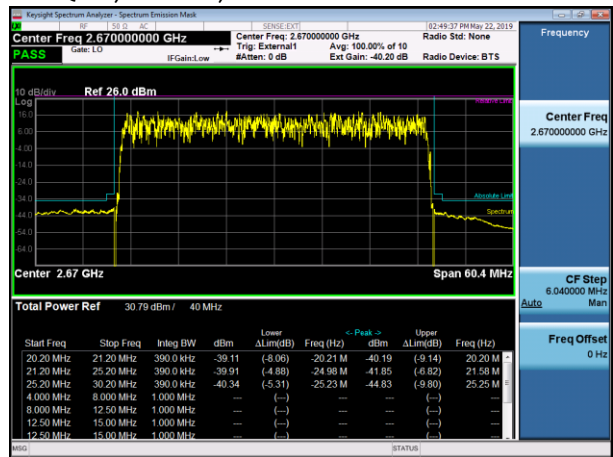 Keysight Spectrum Analyzer - Spectrum Emission Mask
RF 50 Ω AC SENSE:EXT 02:49:37 PM May 22, 2019
Center Freq 2.670000000 GHz Center Freq: 2.670000000 GHz Radio Std: None Frequency
PASS Gate: LO Trig: External1 Avg: 100.00% of 10
IFGain:Low #Atten: 0 dB Ext Gain: -40.20 dB Radio Device: BTS
10 dB/div Ref 26.0 dBm
Log Relative Limit
16.0
6.00
-4.00
-14.0
-24.0
-34.0 Absolute Limit
-44.0 Spectrum
-54.0
-64.0
Center 2.67 GHz Span 60.4 MHz
Center Freq
2.670000000 GHz
CF Step
6.040000 MHz
Auto Man
Freq Offset
0 Hz
Total Power Ref 30.79 dBm / 40 MHz
Lower <- Peak -> Upper
Start Freq Stop Freq Integ BW dBm ΔLim(dB) Freq (Hz) dBm ΔLim(dB) Freq (Hz)
20.20 MHz 21.20 MHz 390.0 kHz -39.11 (-8.06) -20.21 M -40.19 (-9.14) 20.20 M
21.20 MHz 25.20 MHz 390.0 kHz -39.91 (-4.88) -24.98 M -41.85 (-6.82) 21.58 M
25.20 MHz 30.20 MHz 390.0 kHz -40.34 (-5.31) -25.23 M -44.83 (-9.80) 25.25 M
4.000 MHz 8.000 MHz 1.000 MHz --- (---) --- --- (---) ---
8.000 MHz 12.50 MHz 1.000 MHz --- (---) --- --- (---) ---
12.50 MHz 15.00 MHz 1.000 MHz --- (---) --- --- (---) ---
12.50 MHz 15.00 MHz 1.000 MHz --- (---) --- --- (---) ---
MSG STATUS